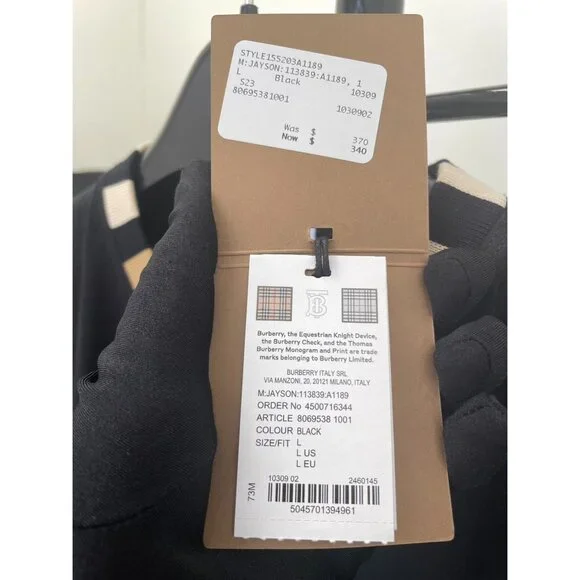 STYLE155203A1189
M:JAYSON:113839:A1189, 1
L Black 10309
S23
80695381001 1030902
Was $ 370
Now $ 340
Burberry, the Equestrian Knight Device,
the Burberry Check, and the Thomas
Burberry Monogram and Print are trade
marks belonging to Burberry Limited.
BURBERRY ITALY SRL
VIA MANZONI, 20, 20121 MILANO, ITALY
M:JAYSON:113839:A1189
ORDER No 4500716344
ARTICLE 8069538 1001
COLOUR BLACK
SIZE/FIT L
L US
L EU
73M
10309 02 2460145
5045701394961